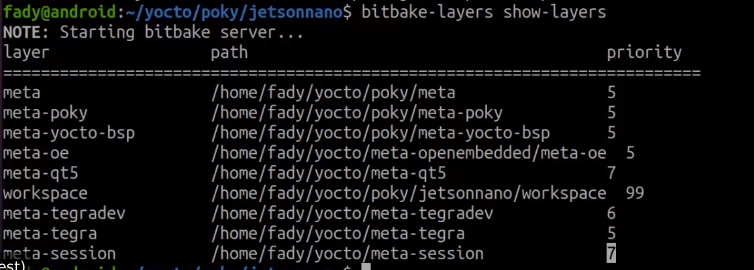 fady@android:~/yocto/poky/jetsonnano$ bitbake-layers show-layers
NOTE: Starting bitbake server...
layer                 path                                      priority
==========================================================================
meta                  /home/fady/yocto/poky/meta                5
meta-poky             /home/fady/yocto/poky/meta-poky           5
meta-yocto-bsp        /home/fady/yocto/poky/meta-yocto-bsp      5
meta-oe               /home/fady/yocto/meta-openembedded/meta-oe  5
meta-qt5              /home/fady/yocto/meta-qt5                 7
workspace             /home/fady/yocto/poky/jetsonnano/workspace  99
meta-tegradev         /home/fady/yocto/meta-tegradev            6
meta-tegra            /home/fady/yocto/meta-tegra               5
meta-session          /home/fady/yocto/meta-session             7
est)